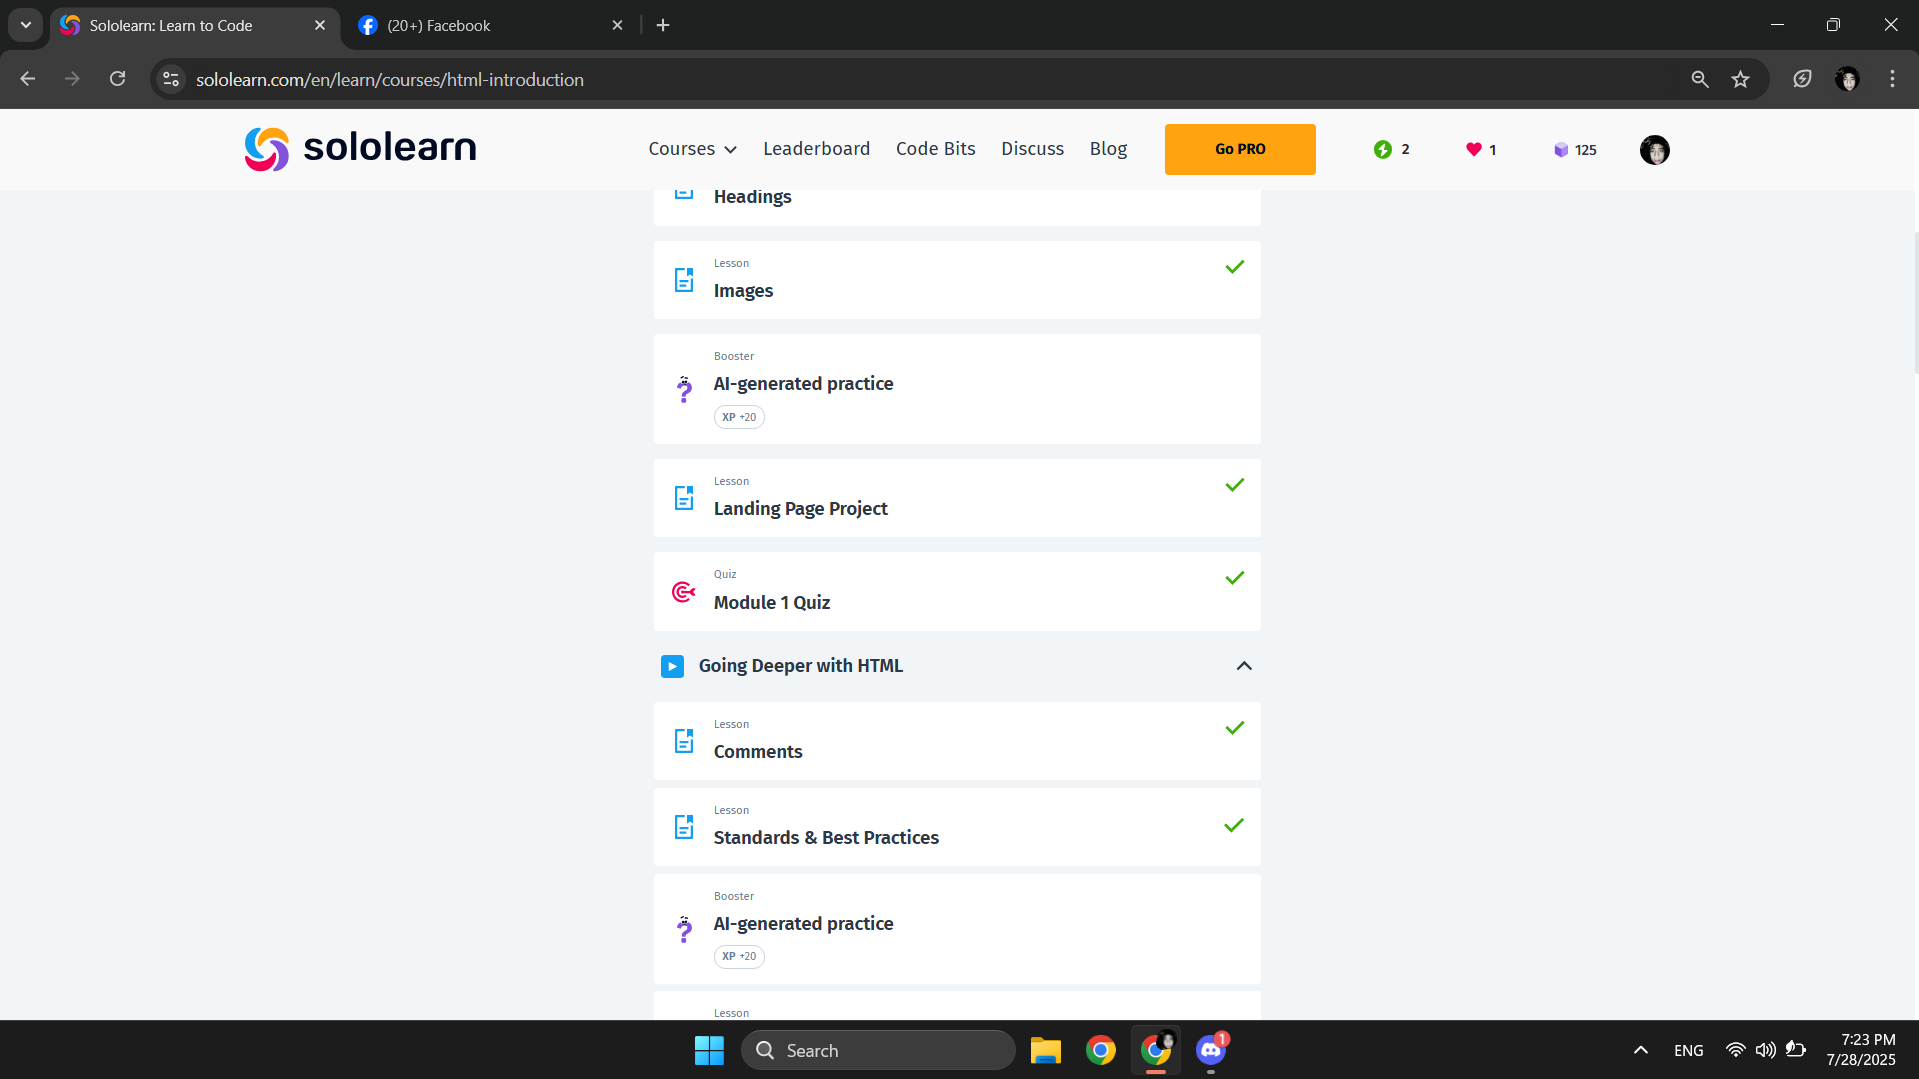 Sololearn: Learn to Code
(20+) Facebook
sololearn.com/en/learn/courses/html-introduction
sololearn
Courses
Leaderboard
Code Bits
Discuss
Blog
Go PRO
2
1
125
Headings
Lesson
Images
Booster
AI-generated practice
XP +20
Lesson
Landing Page Project
Quiz
Module 1 Quiz
Going Deeper with HTML
Lesson
Comments
Lesson
Standards & Best Practices
Booster
AI-generated practice
XP +20
Lesson
Search
1
ENG
7:23 PM
7/28/2025